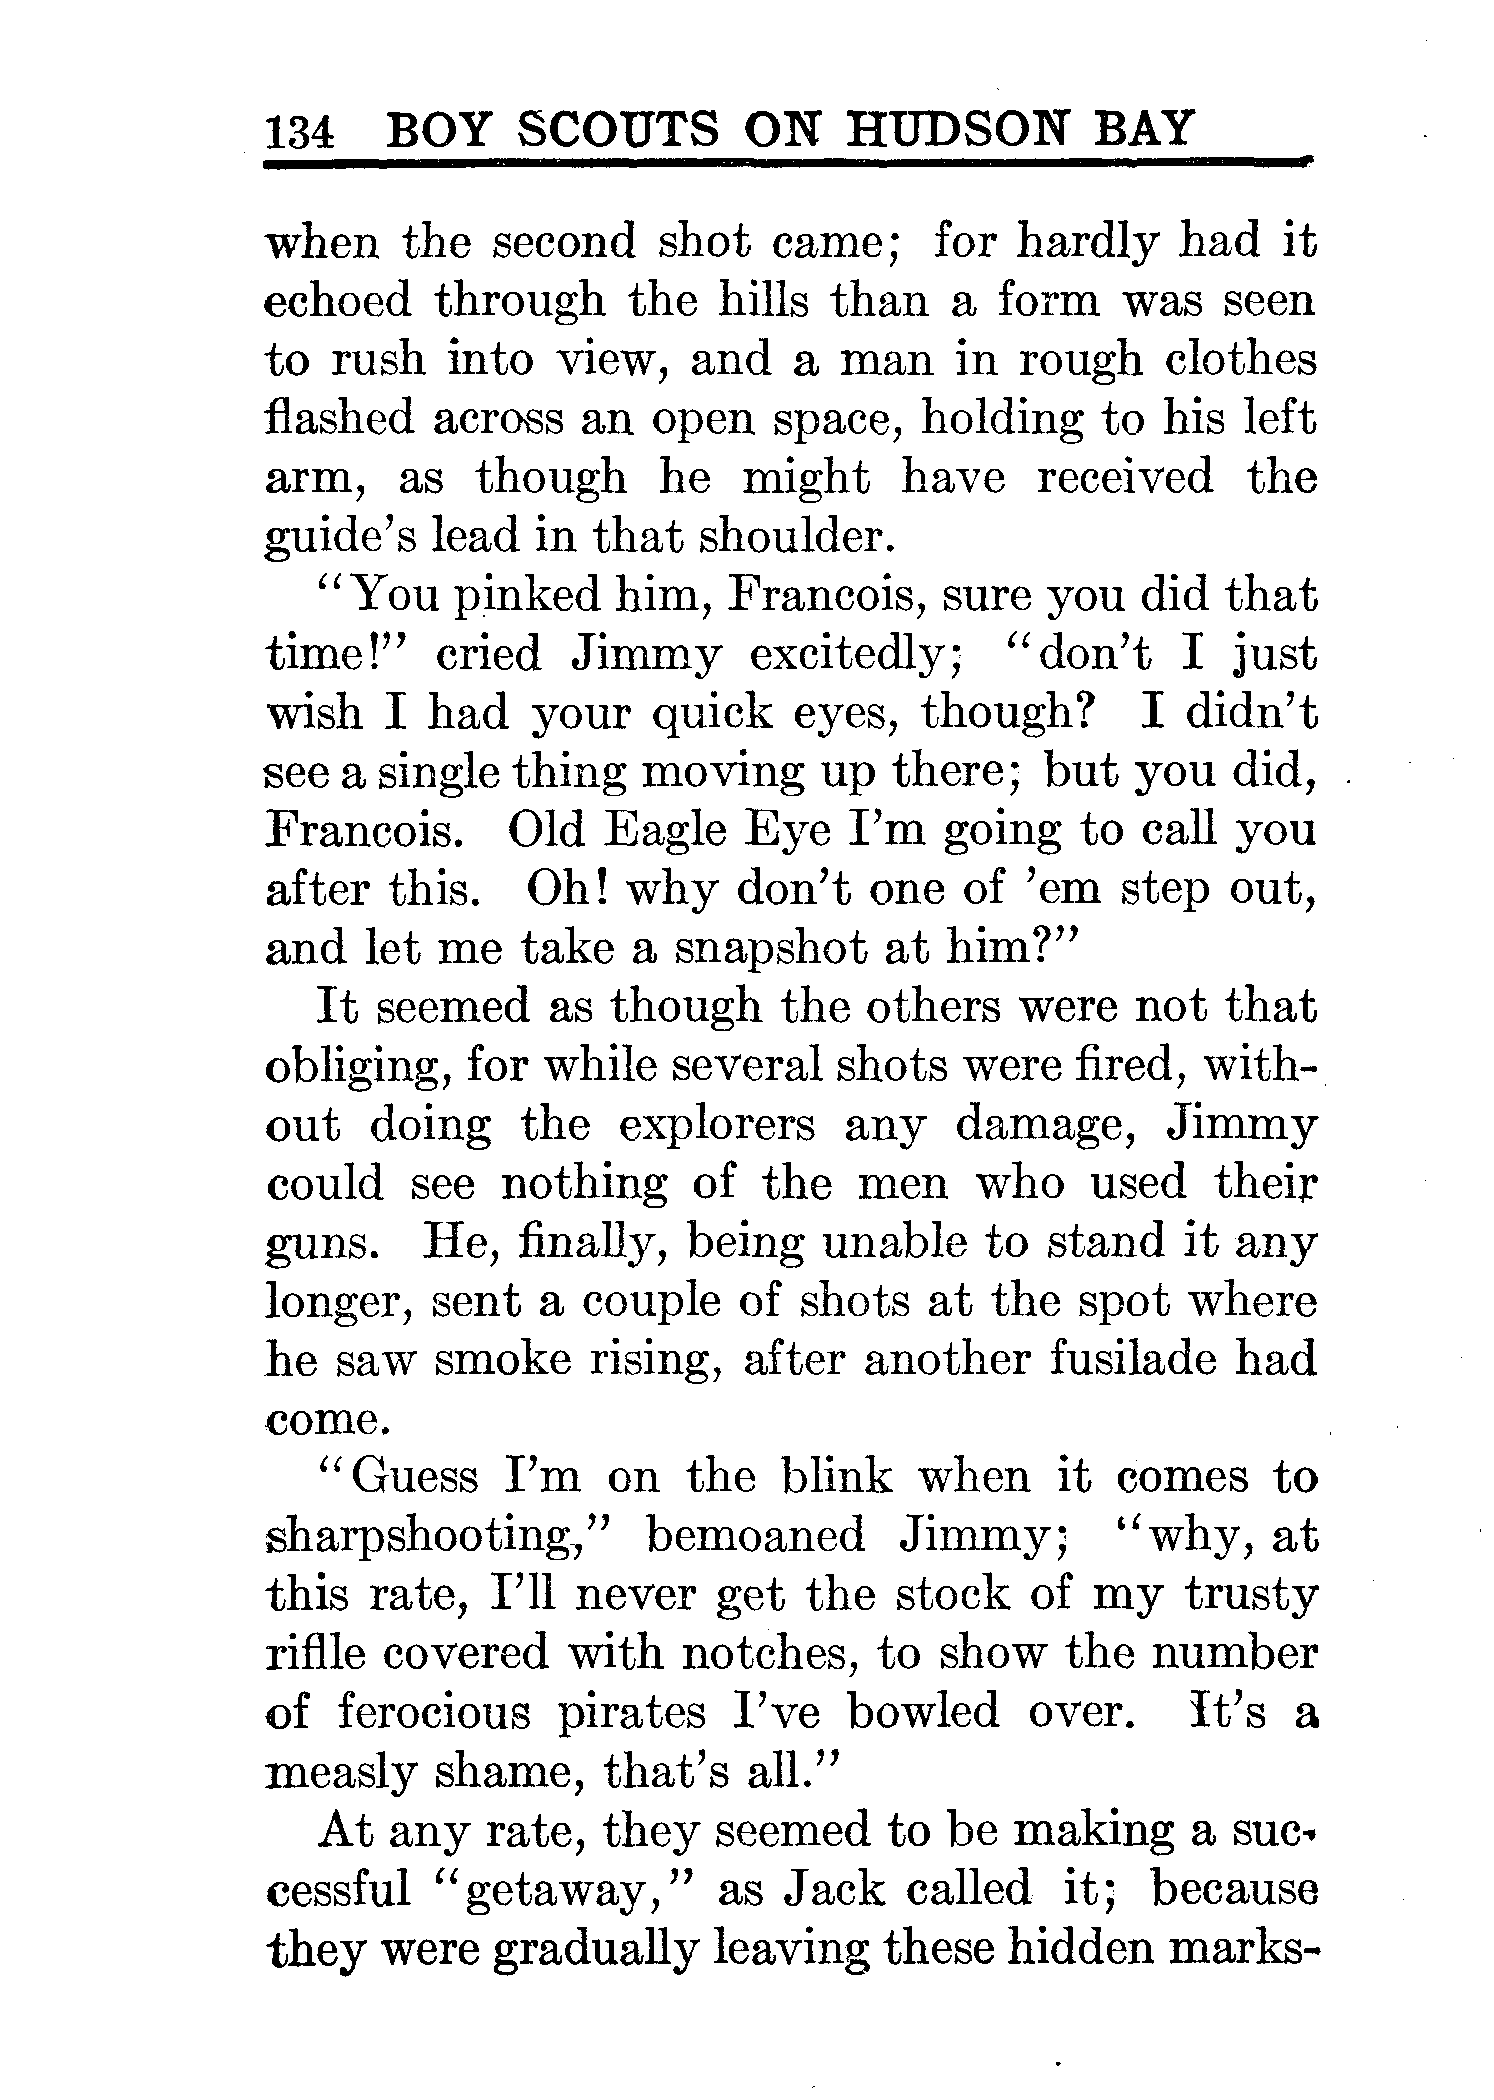 134 BOY SCOUTS ON HUDSON BAY
when the second shot came; for hardly had it
echoed through the hills than a form was seen
to rush into view, and a man in rough clothes
flashed across an open space, holding to his left
arm, as though he might have received the
guide's lead in that shoulder.
"You pinked him, Francois, sure you did that
time!" cried Jimmy excitedly; "don't I just
wish I had your quick eyes, though? I didn't
see a single thing moving up there; but you did,
Francois. Old Eagle Eye I'm going to call you
after this. Oh! why don't one of 'em step out,
and let me take a snapshot at him?"
It seemed as though the others were not that
obliging, for while several shots were fired, with-
out doing the explorers any damage, Jimmy
could see nothing of the men who used their
guns. He, finally, being unable to stand it any
longer, sent a couple of shots at the spot where
he saw smoke rising, after another fusilade had
come.
"Guess I'm on the blink when it comes to
sharpshooting," bemoaned Jimmy; "why, at
this rate, I'll never get the stock of my trusty
riflle covered with notches, to show the number
of ferocious pirates I've bowled over. It's a
measly shame, that's all."
At any rate, they seemed to be making a suc-
cessful "getaway," as Jack called it; because
they were gradually leaving these hidden marks-